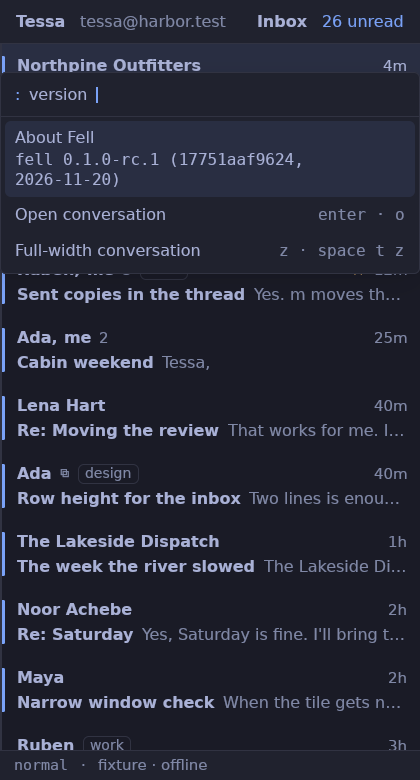 Tessa tessa@harbor.test Inbox 26 unread
Northpine Outfitters 4m
: version
About Fell
fell 0.1.0-rc.1 (17751aaf9624,
2026-11-20)
Open conversation enter · o
Full-width conversation z · space t z
Sent copies in the thread Yes. m moves th…
Ada, me 2 25m
Cabin weekend Tessa,
Lena Hart 40m
Re: Moving the review That works for me. I…
Ada design 40m
Row height for the inbox Two lines is enou…
The Lakeside Dispatch 1h
The week the river slowed The Lakeside Di…
Noor Achebe 2h
Re: Saturday Yes, Saturday is fine. I'll bring t…
Maya 2h
Narrow window check When the tile gets n…
Ruben work 3h
normal · fixture · offline